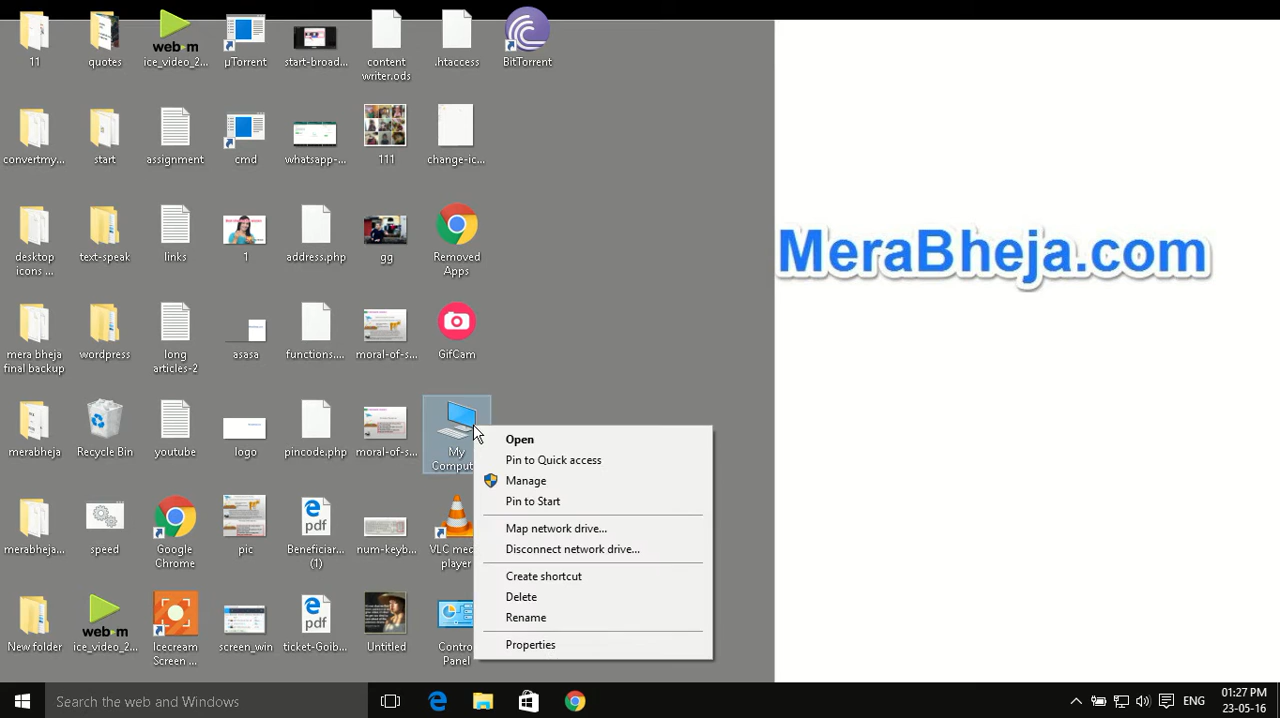 11
quotes
web·m
ice_video_2...
µTorrent
start-broad...
content
writer.ods
.htaccess
BitTorrent
convertmy...
start
assignment
cmd
whatsapp-...
111
change-ic...
desktop
icons ...
text-speak
links
1
address.php
gg
Removed
Apps
MeraBheja.com
mera bheja
final backup
wordpress
long
articles-2
asasa
functions....
moral-of-s...
GifCam
merabheja
Recycle Bin
youtube
logo
pincode.php
moral-of-s...
My
Comput
Open
Pin to Quick access
Manage
Pin to Start
Map network drive...
Disconnect network drive...
Create shortcut
Delete
Rename
Properties
merabheja...
speed
Google
Chrome
pic
pdf
Beneficiar...
(1)
num-keyb...
VLC med
player
New folder
web·m
ice_video_2...
Icecream
Screen ...
screen_win
pdf
ticket-Goib...
Untitled
Contro
Panel
Search the web and Windows
ENG
01:27 PM
23-05-16